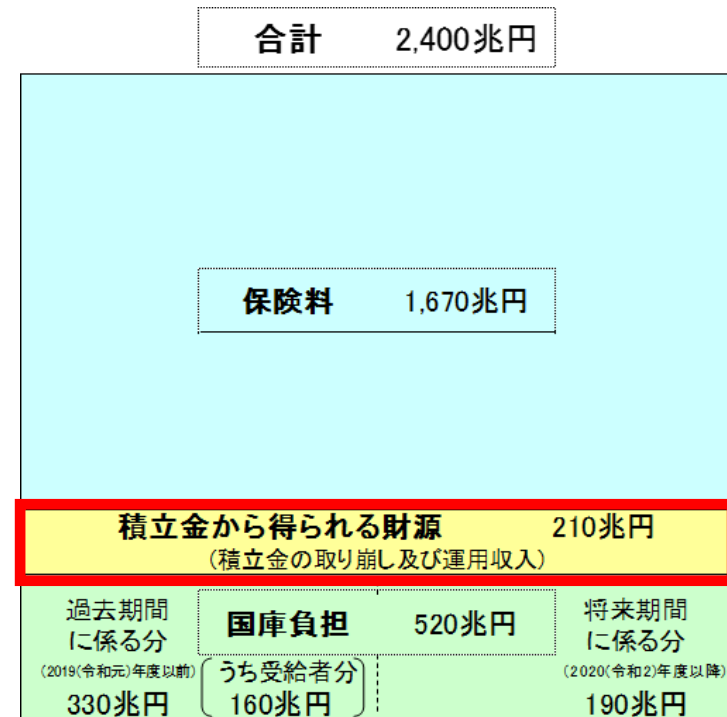 合計 2,400兆円
保険料 1,670兆円
積立金から得られる財源 210兆円
(積立金の取り崩し及び運用収入)
過去期間
に係る分
(2019(令和元)年度以前)
330兆円
国庫負担 520兆円
うち受給者分
160兆円
将来期間
に係る分
(2020(令和2)年度以降)
190兆円